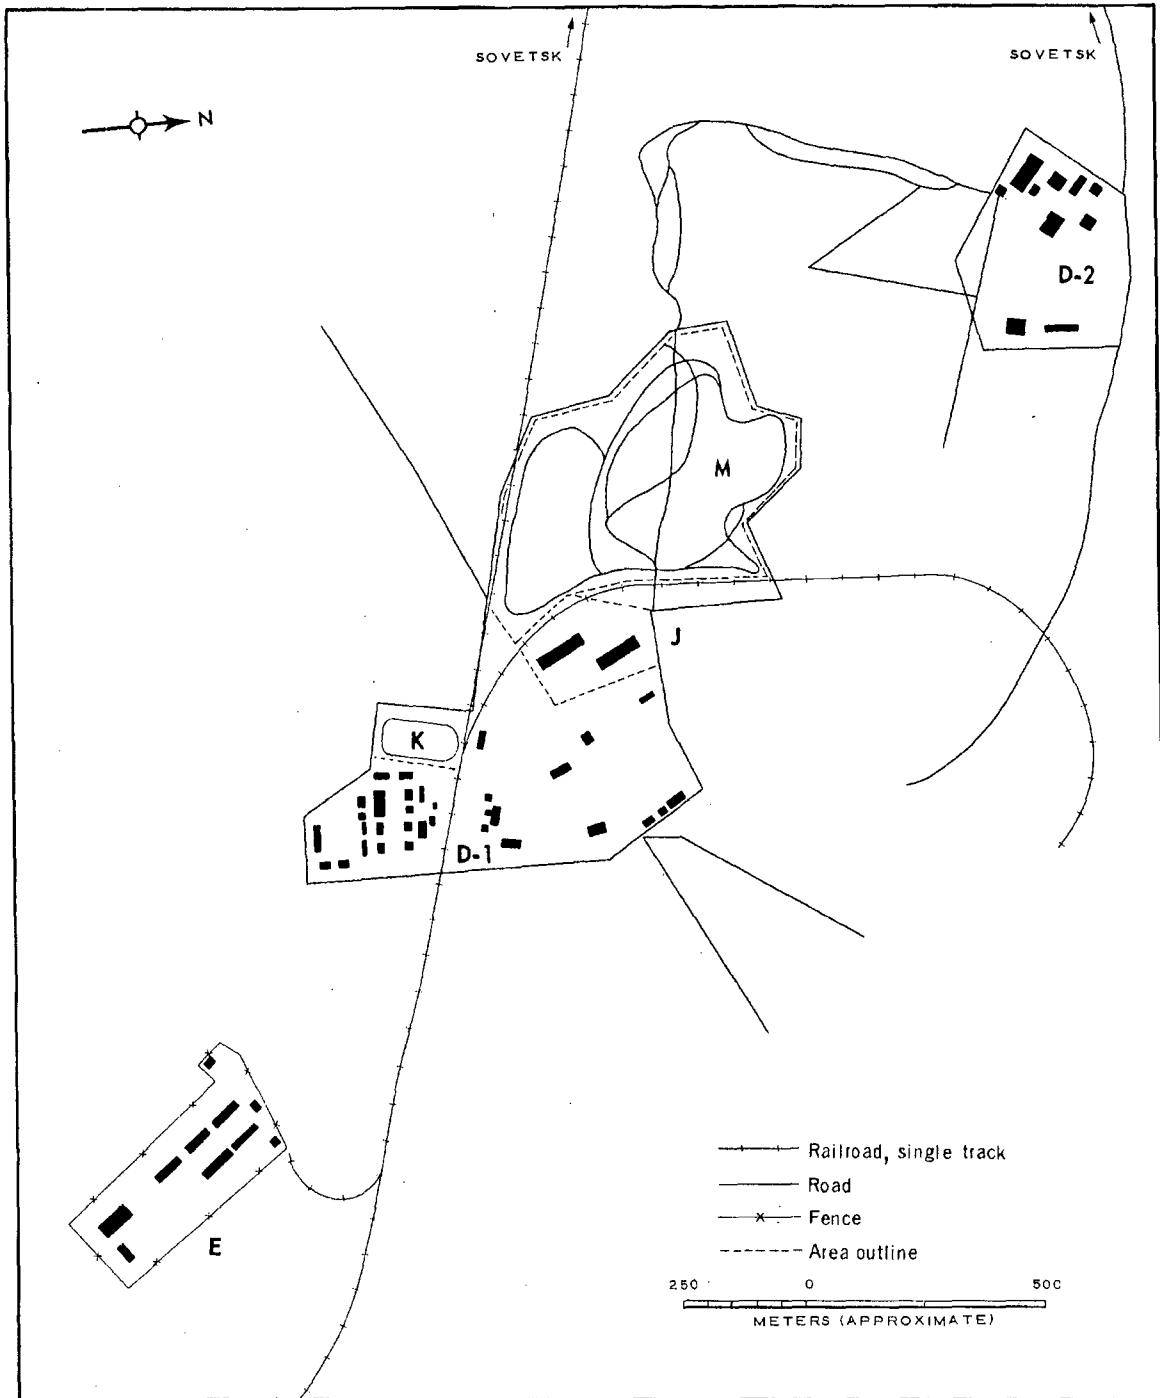 SOVETSK
SOVETSK
N
D-2
M
J
K
D-1
E
Railroad, single track
Road
Fence
Area outline
250 0 500
METERS (APPROXIMATE)